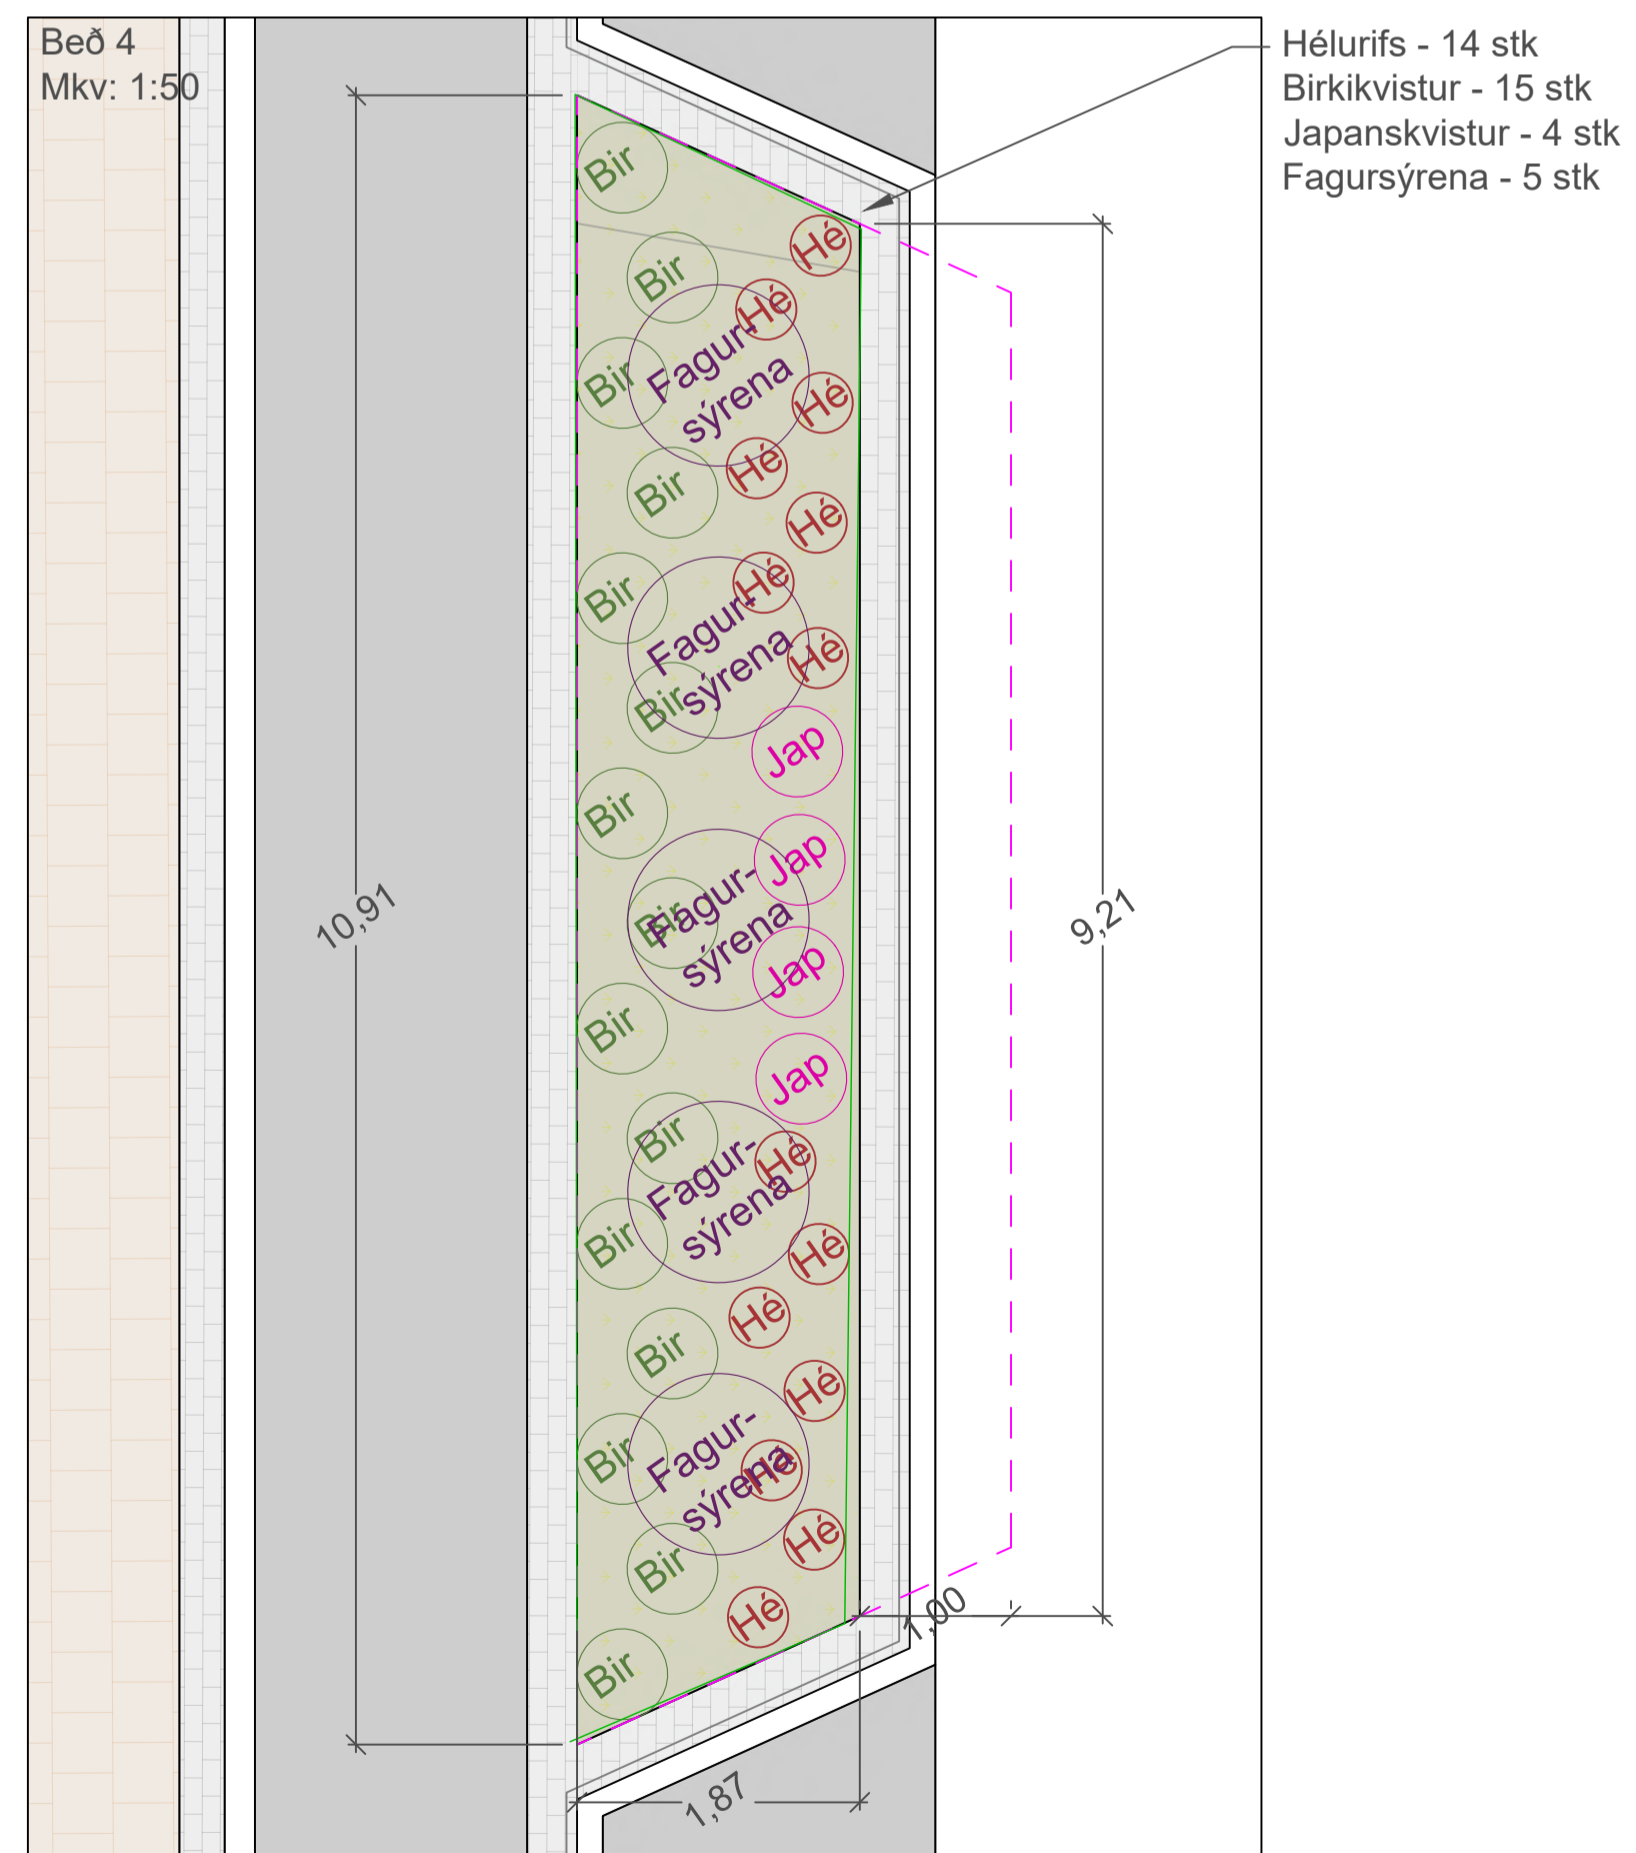 Beð 4
Mkv: 1:50
Hélurifs - 14 stk
Birkikvistur - 15 stk
Japanskvistur - 4 stk
Fagursýrena - 5 stk
Bir
Hé
Bir
Hé
Fagur-
sýrena
Bir
Hé
Hé
Bir
Hé
Hé
Bir
Fagur-
sýrena
Hé
Bir
Jap
Bir
Jap
Fagur-
sýrena
Bir
10,91
9,21
Jap
Bir
Jap
Bir
Hé
Fagur-
sýrena
Bir
Hé
Hé
Bir
Hé
Fagur-
sýrena
Bir
Hé
Hé
Bir
Hé
1,00
Bir
1,87